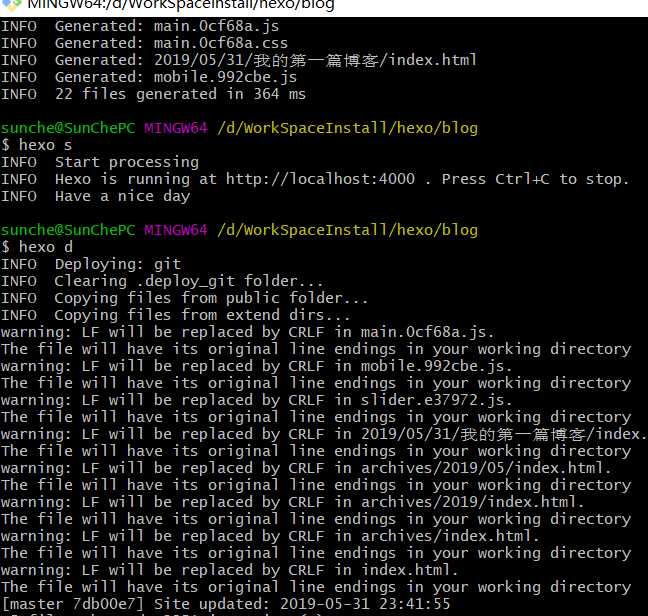 MINGW64:/d/WorkSpaceInstall/hexo/blog
INFO  Generated: main.0cf68a.js
INFO  Generated: main.0cf68a.css
INFO  Generated: 2019/05/31/我的第一篇博客/index.html
INFO  Generated: mobile.992cbe.js
INFO  22 files generated in 364 ms
sunche@SunChePC MINGW64 /d/WorkSpaceInstall/hexo/blog
$ hexo s
INFO  Start processing
INFO  Hexo is running at http://localhost:4000 . Press Ctrl+C to stop.
INFO  Have a nice day
sunche@SunChePC MINGW64 /d/WorkSpaceInstall/hexo/blog
$ hexo d
INFO  Deploying: git
INFO  Clearing .deploy_git folder...
INFO  Copying files from public folder...
INFO  Copying files from extend dirs...
warning: LF will be replaced by CRLF in main.0cf68a.js.
The file will have its original line endings in your working directory
warning: LF will be replaced by CRLF in mobile.992cbe.js.
The file will have its original line endings in your working directory
warning: LF will be replaced by CRLF in slider.e37972.js.
The file will have its original line endings in your working directory
warning: LF will be replaced by CRLF in 2019/05/31/我的第一篇博客/index.
The file will have its original line endings in your working directory
warning: LF will be replaced by CRLF in archives/2019/05/index.html.
The file will have its original line endings in your working directory
warning: LF will be replaced by CRLF in archives/2019/index.html.
The file will have its original line endings in your working directory
warning: LF will be replaced by CRLF in archives/index.html.
The file will have its original line endings in your working directory
warning: LF will be replaced by CRLF in index.html.
The file will have its original line endings in your working directory
[master 7db00e7] Site updated: 2019-05-31 23:41:55